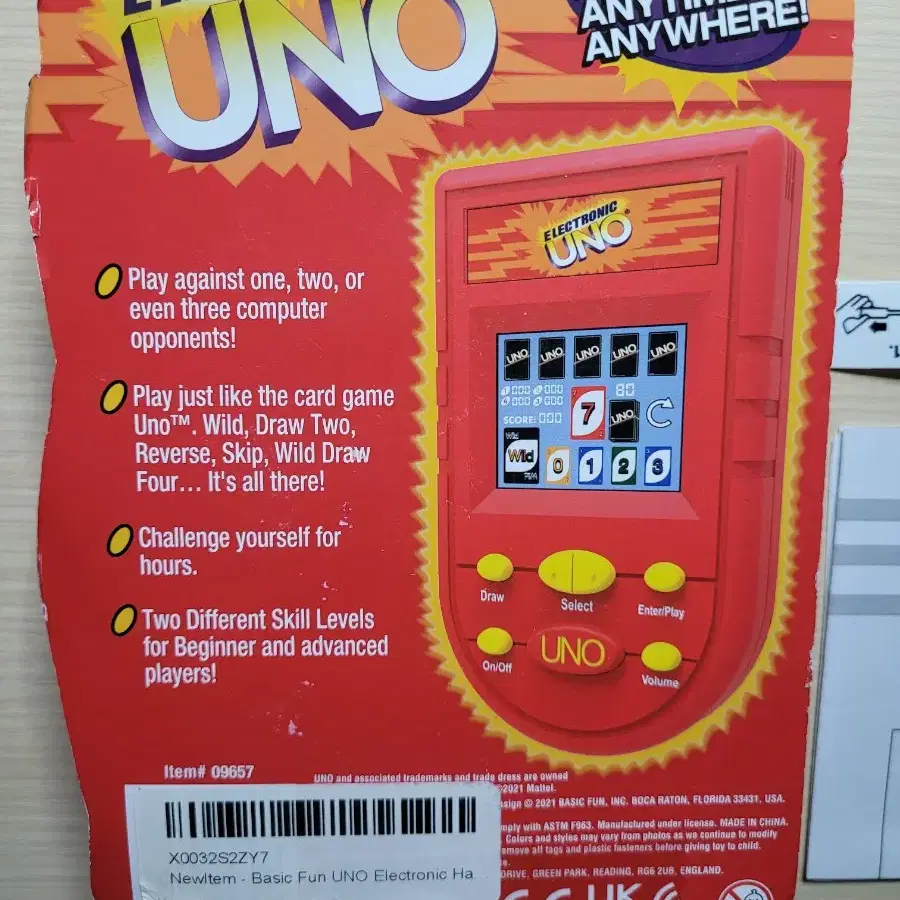 UNO
ANYTIME
ANYWHERE!
ELECTRONIC
UNO
Play against one, two, or
even three computer
opponents!
Play just like the card game
Uno™. Wild, Draw Two,
Reverse, Skip, Wild Draw
Four... It's all there!
Challenge yourself for
hours.
Two Different Skill Levels
for Beginner and advanced
players!
UNO UNO UNO UNO UNO
80
SCORE: 000
7
UNO
Wild
Wild
0 1 2 3
Draw
Select
Enter/Play
On/Off
UNO
Volume
Item# 09657
UNO and associated trademarks and trade dress are owned
©2021 Mattel.
sign © 2021 BASIC FUN, INC. BOCA RATON, FLORIDA 33431, USA.
mply with ASTM F963. Manufactured under license. MADE IN CHINA.
Colors and styles may vary from photos as we continue to modify
emove all tags and plastic fasteners before giving toy to child.
DRIVE, GREEN PARK, READING, RG6 2UB, ENGLAND.
X0032S2ZY7
NewItem - Basic Fun UNO Electronic Ha...